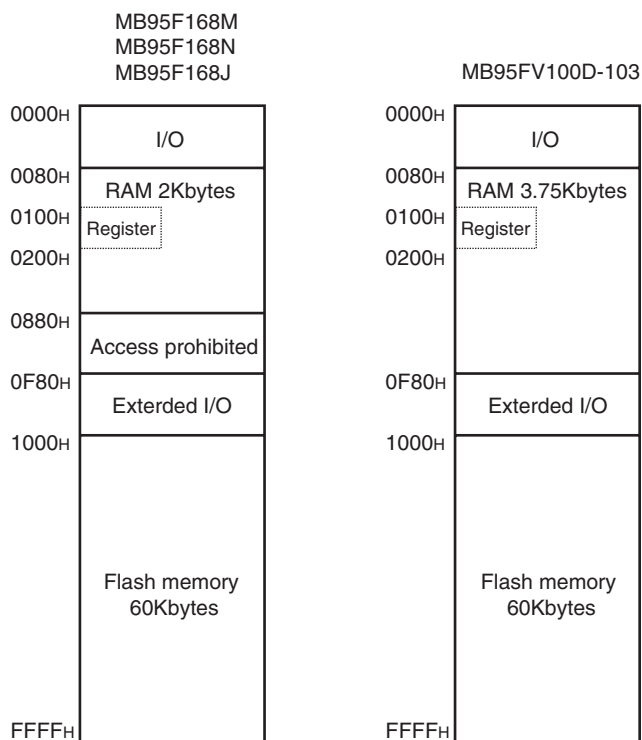 MB95F168M
MB95F168N
MB95F168J
0000H
I/O
0080H
RAM 2Kbytes
0100H
Register
0200H
0880H
Access prohibited
0F80H
Exterded I/O
1000H
Flash memory
60Kbytes
FFFFH
MB95FV100D-103
0000H
I/O
0080H
RAM 3.75Kbytes
0100H
Register
0200H
0F80H
Exterded I/O
1000H
Flash memory
60Kbytes
FFFFH